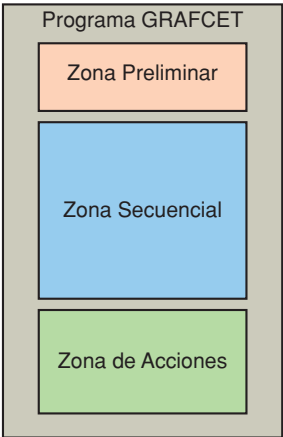 Programa GRAFCET
Zona Preliminar
Zona Secuencial
Zona de Acciones